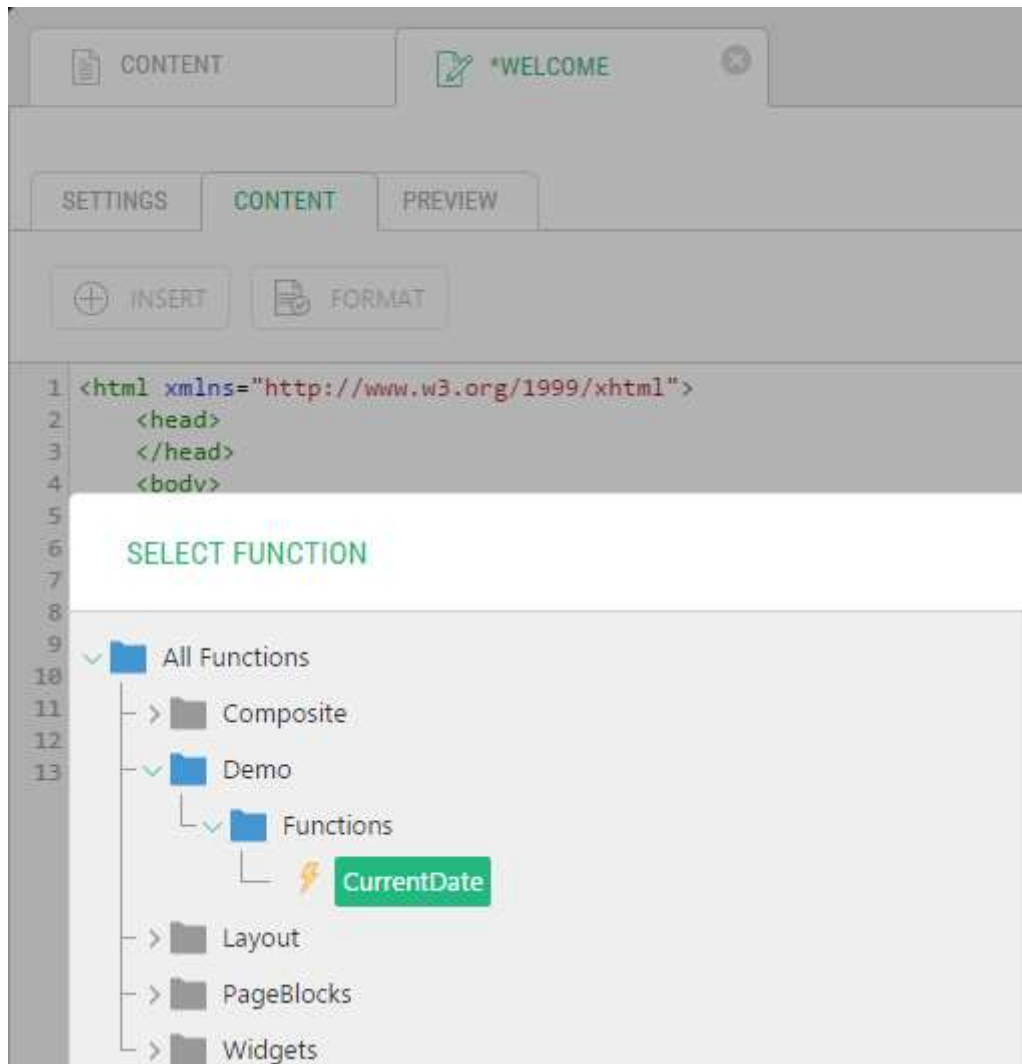 CONTENT *WELCOME
SETTINGS CONTENT PREVIEW
INSERT FORMAT
1 <html xmlns="http://www.w3.org/1999/xhtml">
2 <head>
3 </head>
4 <body>
5
SELECT FUNCTION
6
7
8
9
All Functions
10
11
Composite
12
13
Demo
Functions
CurrentDate
Layout
PageBlocks
Widgets